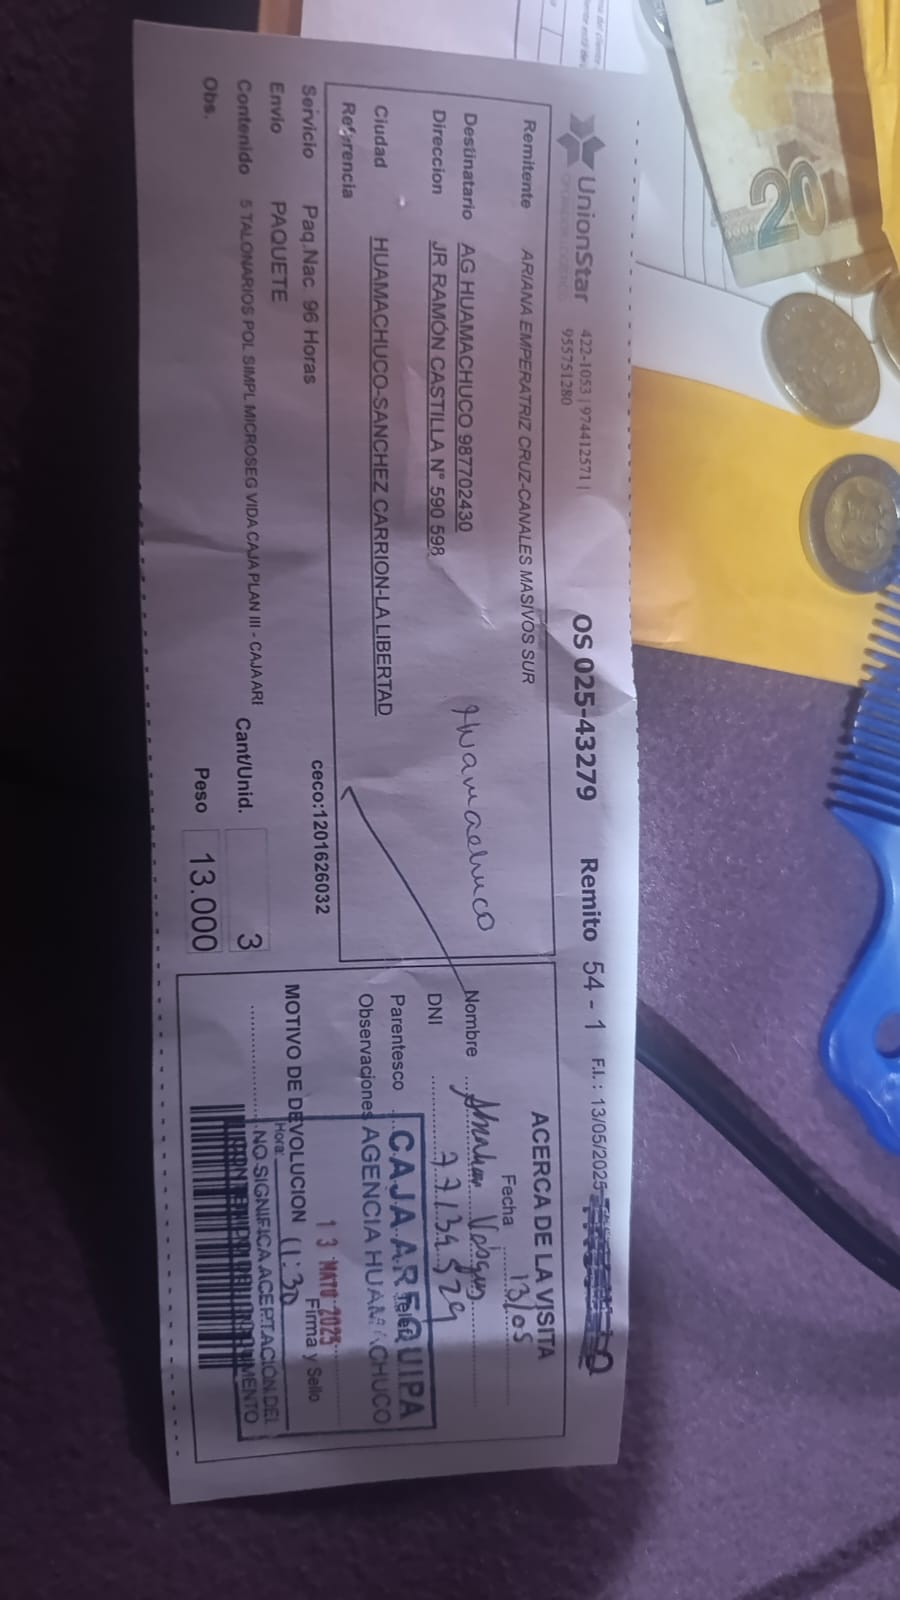 UnionStar
OPERADOR LOGISTICO
422-1053 | 974412571 |
955751280
OS 025-43279
Remito 54 - 1
F.I. : 13/05/2025
Remitente ARIANA EMPERATRIZ CRUZ-CANALES MASIVOS SUR
Destinatario AG HUAMACHUCO 987702430
Direccion JR RAMÓN CASTILLA N° 590 598
Huamachuco
Ciudad HUAMACHUCO-SANCHEZ CARRION-LA LIBERTAD
Referencia
Servicio Paq.Nac. 96 Horas
ceco:1201626032
Envío PAQUETE
Contenido 5 TALONARIOS POL SIMPL MICROSEG VIDA CAJA PLAN III - CAJA ARI
Cant/Unid. 3
Obs.
Peso 13.000
ACERCA DE LA VISITA
Fecha 13/05
Nombre
DNI
Parentesco
Observaciones
CAJA AREQUIPA
AGENCIA HUAMACHUCO
13 MAYO 2025
MOTIVO DE DEVOLUCION
Firma y Sello
Hora: 11:30
NO SIGNIFICA ACEPTACION DEL
20